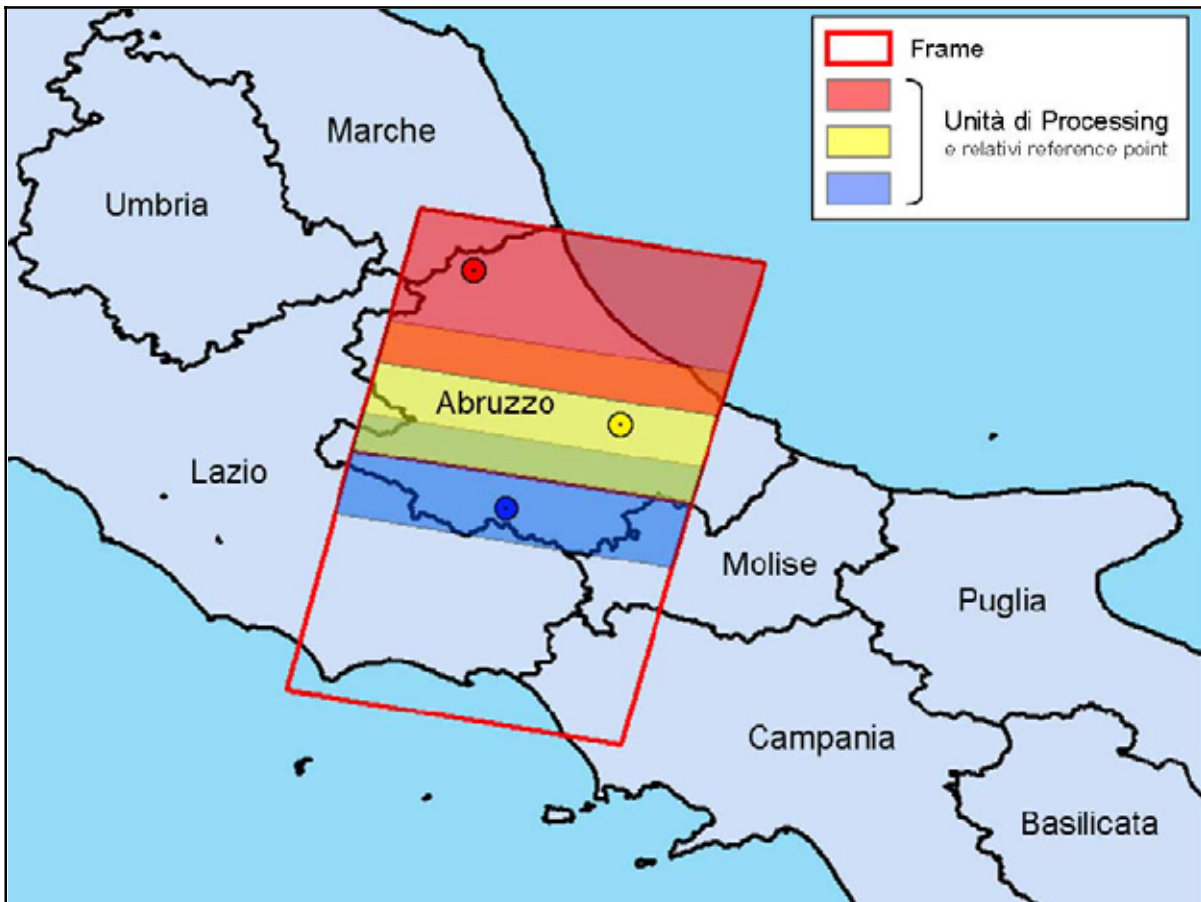 Frame
Unità di Processing
e relativi reference point
Marche
Umbria
Abruzzo
Lazio
Molise
Puglia
Campania
Basilicata